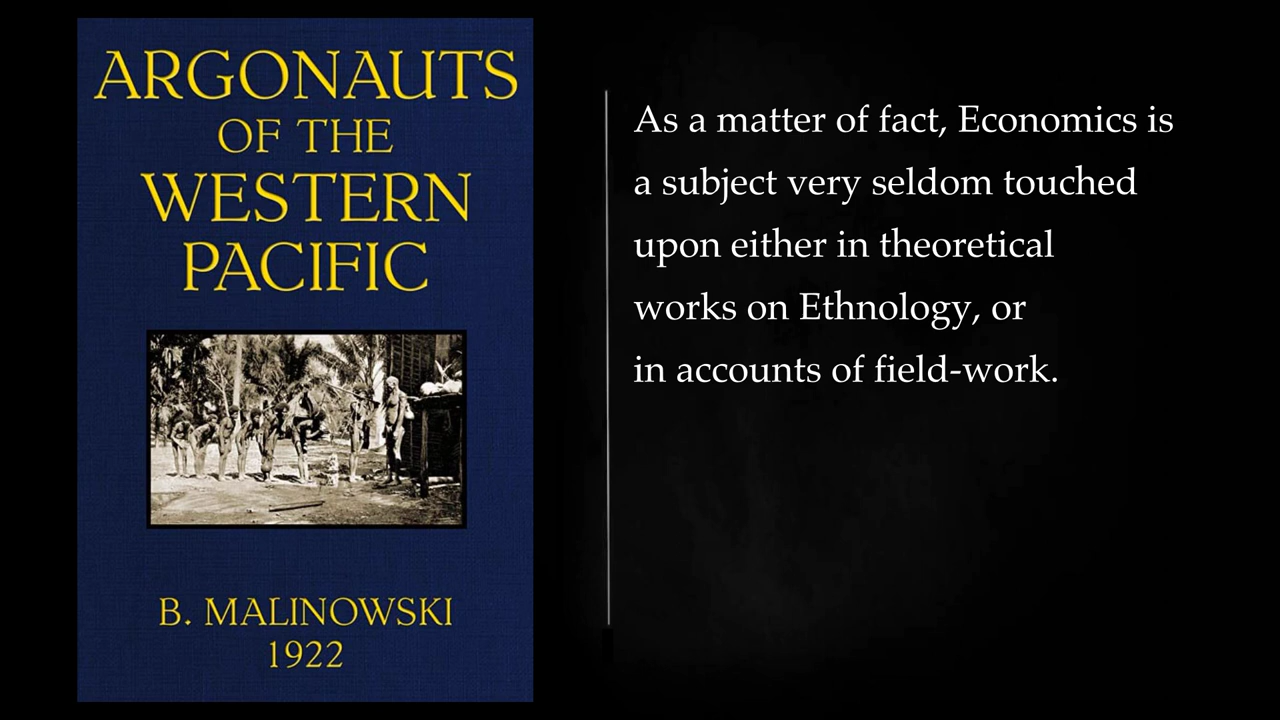 ARGONAUTS
OF THE
WESTERN
PACIFIC
B. MALINOWSKI
1922
As a matter of fact, Economics is
a subject very seldom touched
upon either in theoretical
works on Ethnology, or
in accounts of field-work.